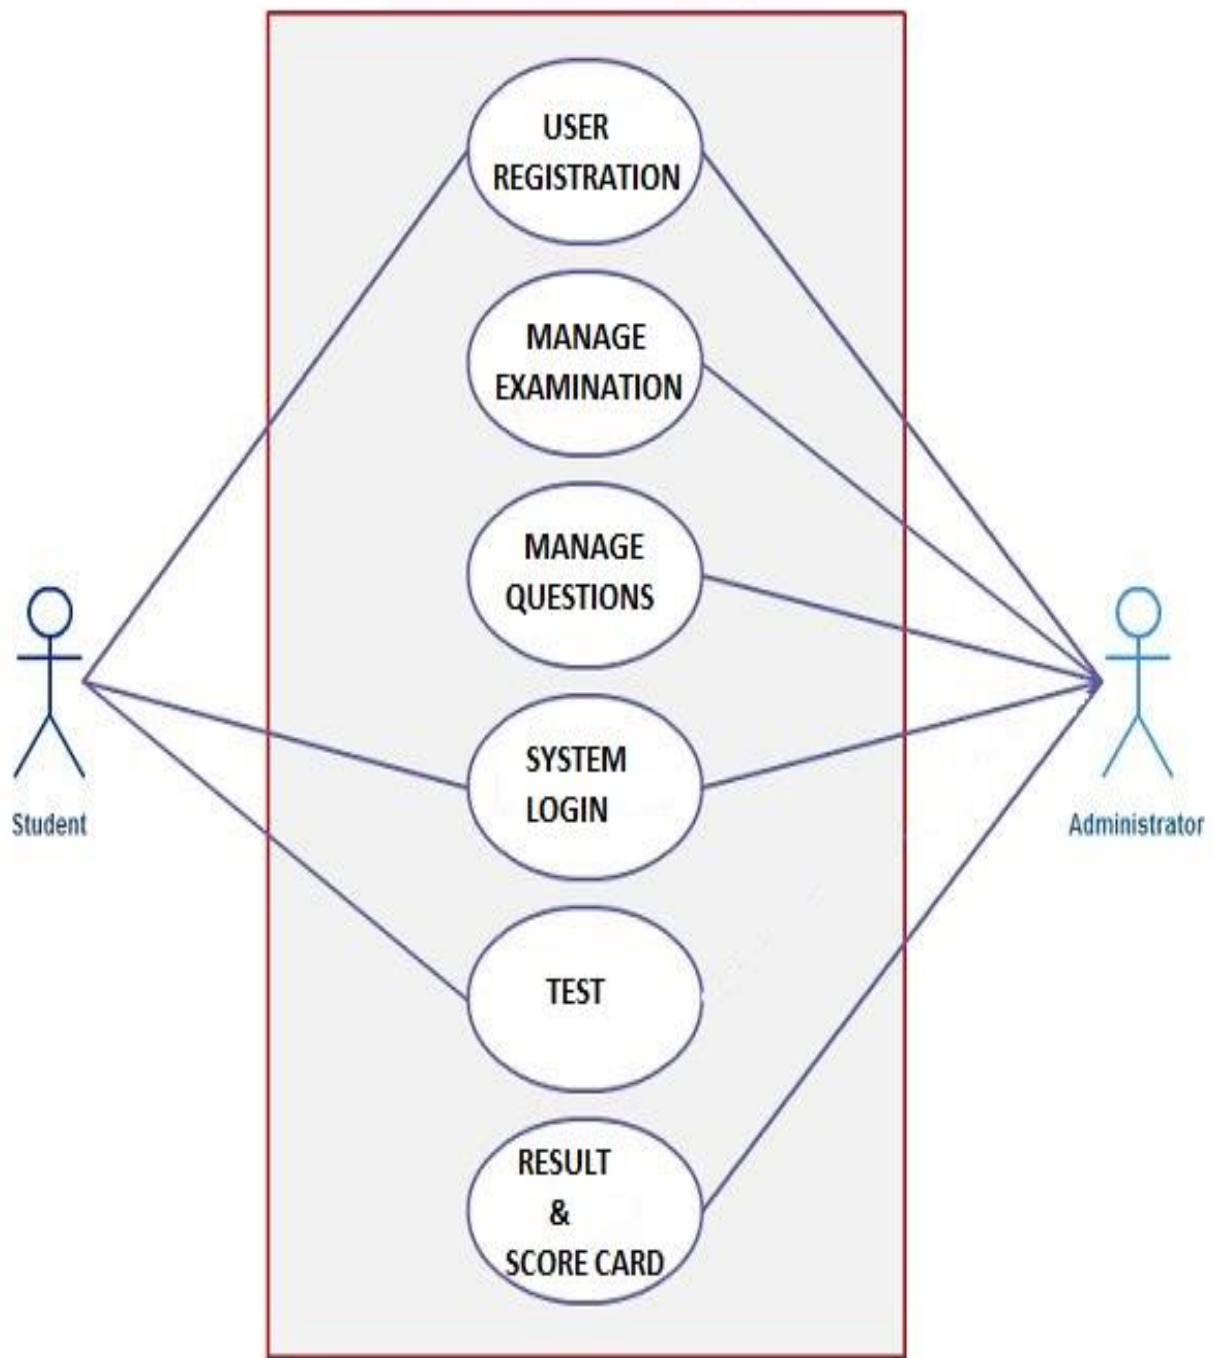 USER
REGISTRATION
MANAGE
EXAMINATION
MANAGE
QUESTIONS
SYSTEM
LOGIN
Student
Administrator
TEST
RESULT
&
SCORE CARD